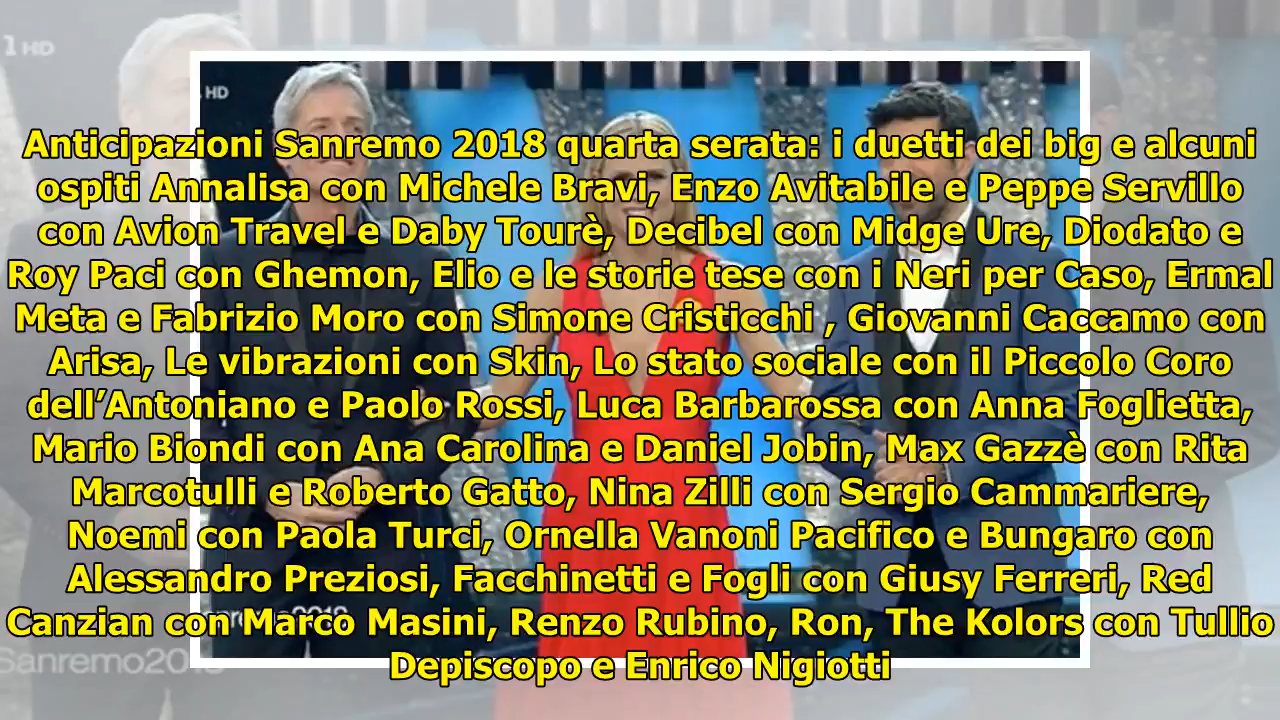 1 HD
HD
Anticipazioni Sanremo 2018 quarta serata: i duetti dei big e alcuni
ospiti Annalisa con Michele Bravi, Enzo Avitabile e Peppe Servillo
con Avion Travel e Daby Tourè, Decibel con Midge Ure, Diodato e
Roy Paci con Ghemon, Elio e le storie tese con i Neri per Caso, Ermal
Meta e Fabrizio Moro con Simone Cristicchi , Giovanni Caccamo con
Arisa, Le vibrazioni con Skin, Lo stato sociale con il Piccolo Coro
dell’Antoniano e Paolo Rossi, Luca Barbarossa con Anna Foglietta,
Mario Biondi con Ana Carolina e Daniel Jobin, Max Gazzè con Rita
Marcotulli e Roberto Gatto, Nina Zilli con Sergio Cammariere,
Noemi con Paola Turci, Ornella Vanoni Pacifico e Bungaro con
Alessandro Preziosi, Facchinetti e Fogli con Giusy Ferreri, Red
Canzian con Marco Masini, Renzo Rubino, Ron, The Kolors con Tullio
Depiscopo e Enrico Nigiotti